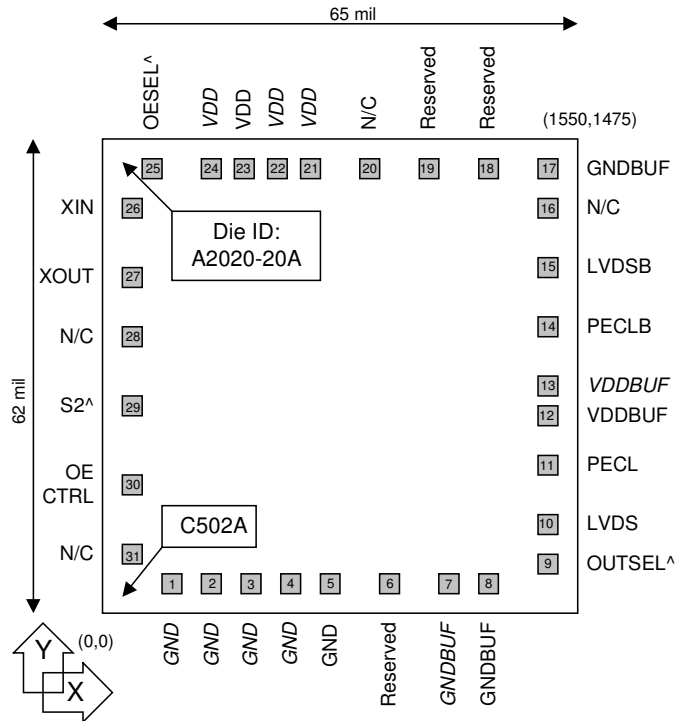 65 mil
OESEL^
VDD
VDD
VDD
VDD
N/C
Reserved
Reserved
(1550,1475)
25
24
23
22
21
20
19
18
17
GNDBUF
XIN
26
16
N/C
Die ID:
A2020-20A
XOUT
27
15
LVDSB
N/C
28
14
PECLB
62 mil
13
VDDBUF
S2^
29
12
VDDBUF
11
PECL
OE
CTRL
30
C502A
10
LVDS
N/C
31
9
OUTSEL^
1
2
3
4
5
6
7
8
GND
GND
GND
GND
GND
Reserved
GNDBUF
GNDBUF
Y
(0,0)
X